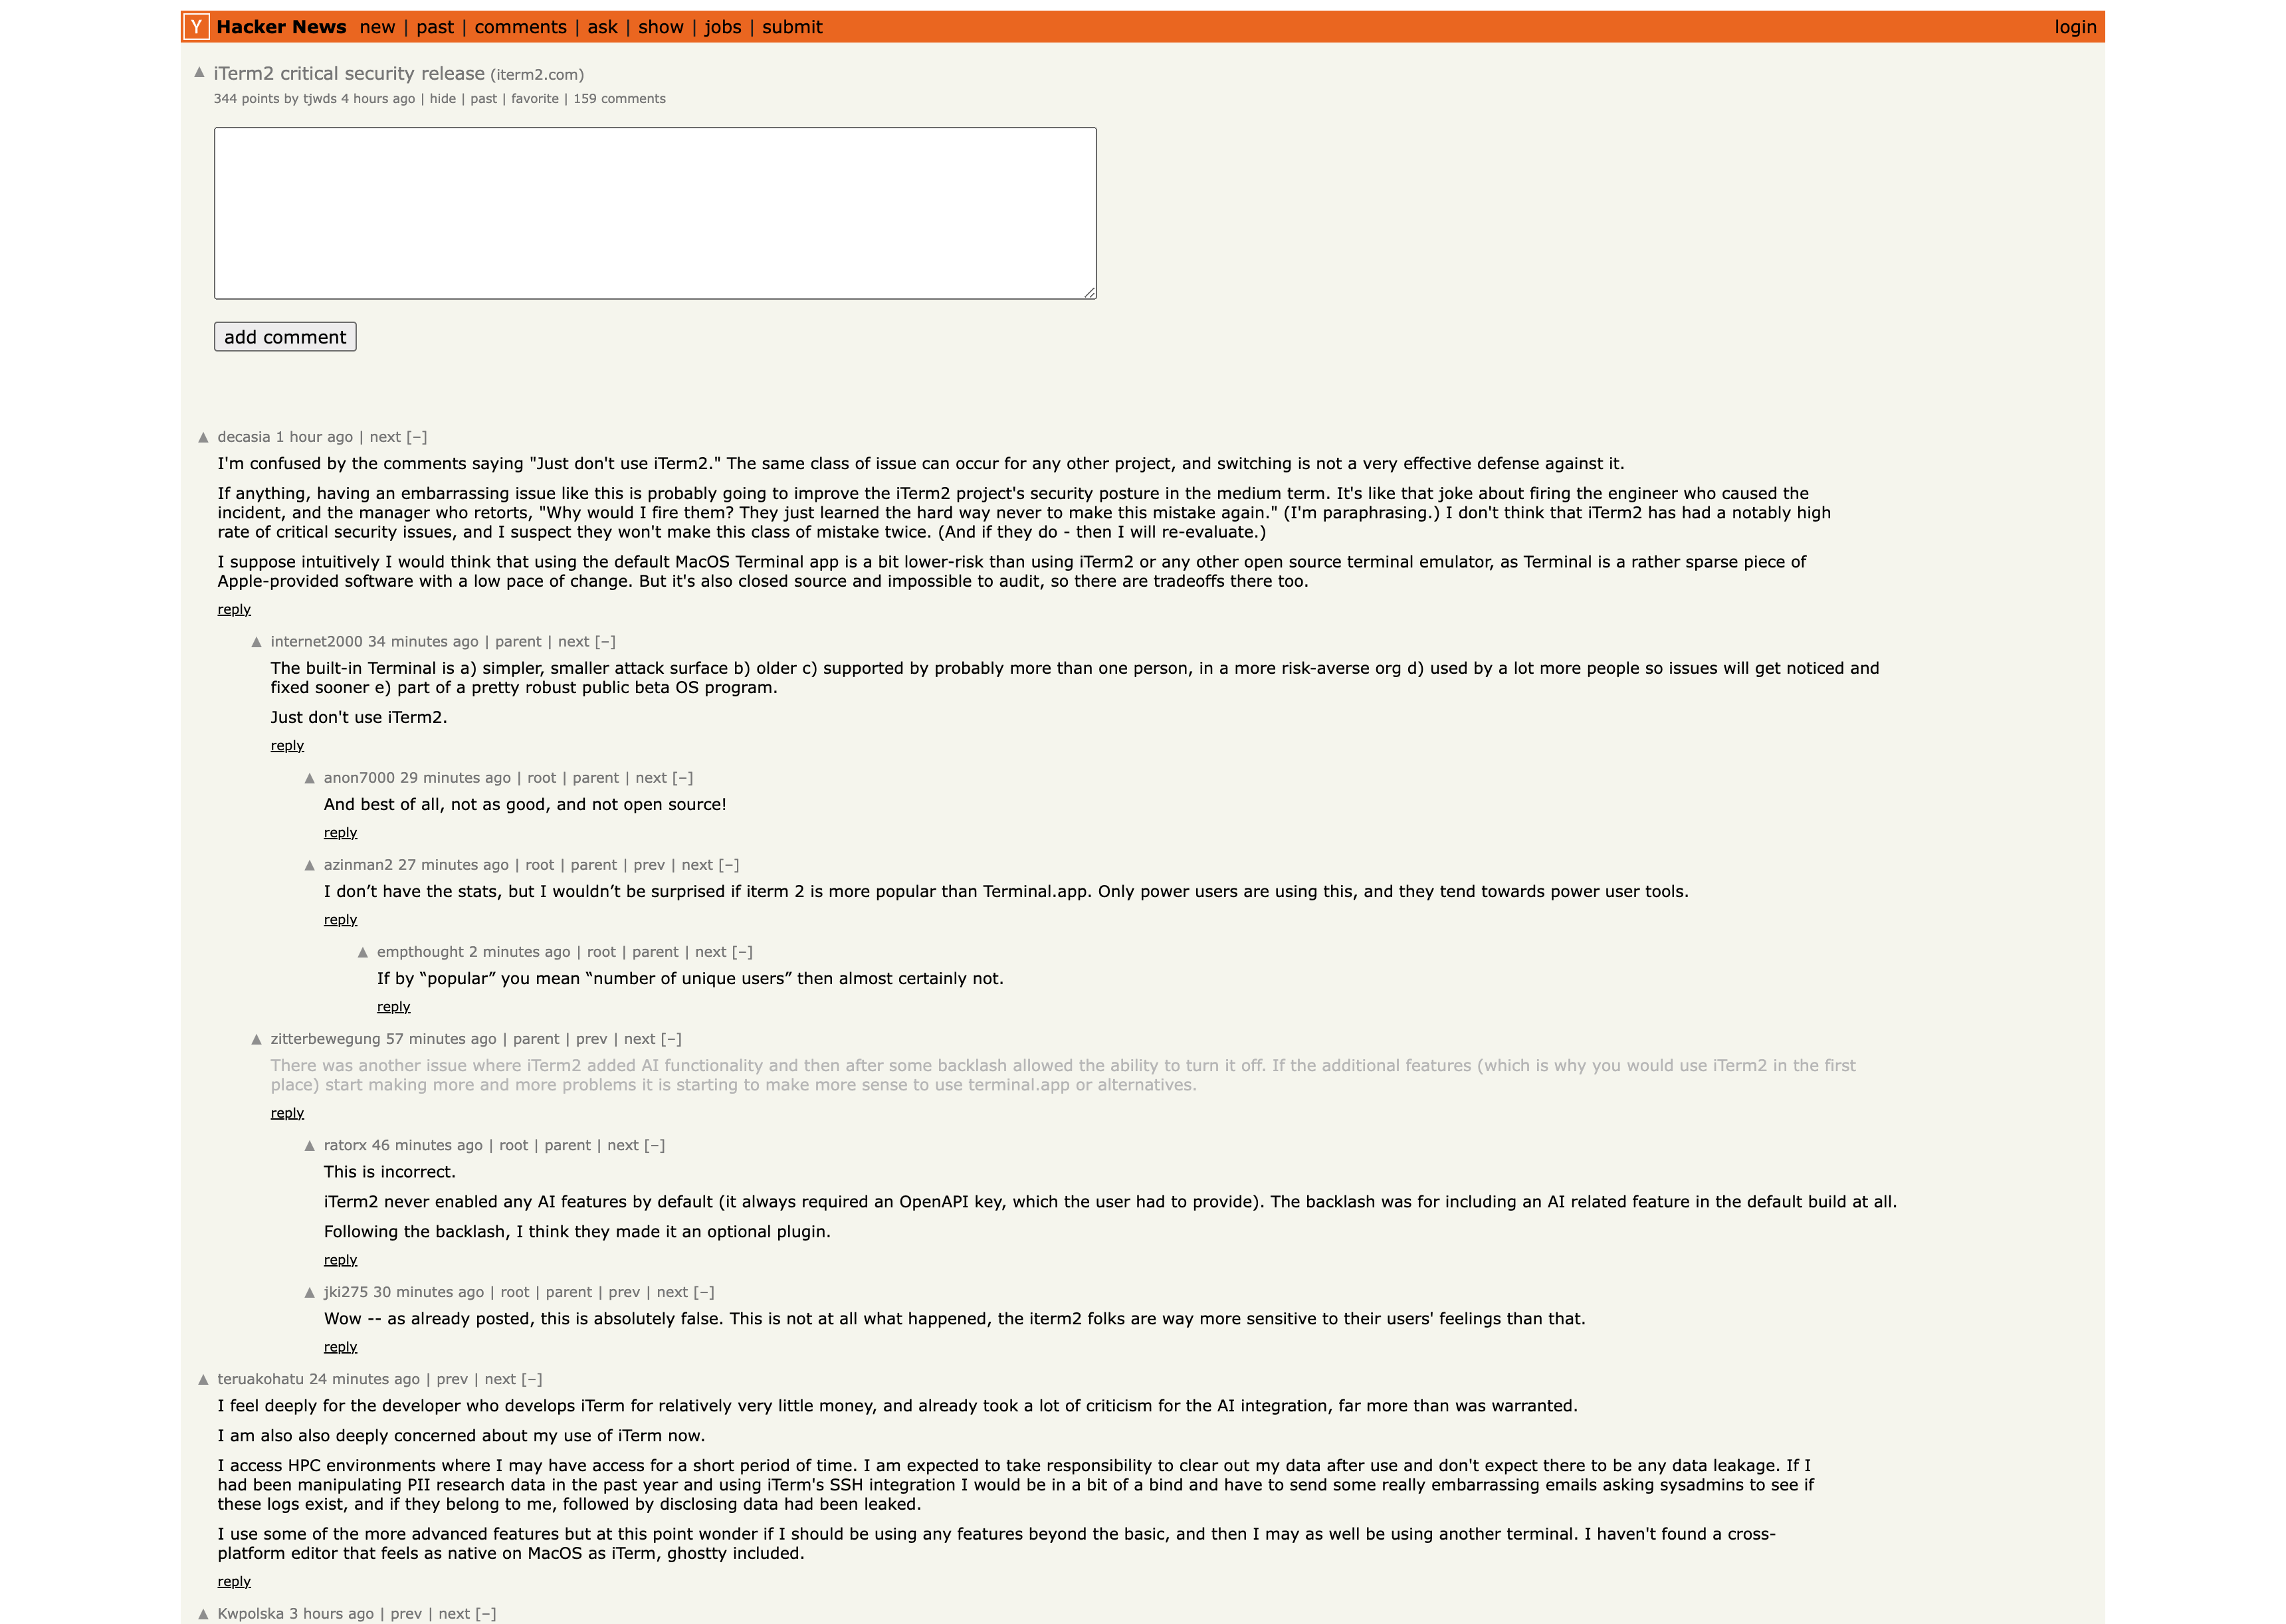 Y Hacker News new | past | comments | ask | show | jobs | submit login
▲ iTerm2 critical security release (iterm2.com)
344 points by tjwds 4 hours ago | hide | past | favorite | 159 comments
add comment
▲ decasia 1 hour ago | next [–]
I'm confused by the comments saying "Just don't use iTerm2." The same class of issue can occur for any other project, and switching is not a very effective defense against it.
If anything, having an embarrassing issue like this is probably going to improve the iTerm2 project's security posture in the medium term. It's like that joke about firing the engineer who caused the
incident, and the manager who retorts, "Why would I fire them? They just learned the hard way never to make this mistake again." (I'm paraphrasing.) I don't think that iTerm2 has had a notably high
rate of critical security issues, and I suspect they won't make this class of mistake twice. (And if they do - then I will re-evaluate.)
I suppose intuitively I would think that using the default MacOS Terminal app is a bit lower-risk than using iTerm2 or any other open source terminal emulator, as Terminal is a rather sparse piece of
Apple-provided software with a low pace of change. But it's also closed source and impossible to audit, so there are tradeoffs there too.
reply
▲ internet2000 34 minutes ago | parent | next [–]
The built-in Terminal is a) simpler, smaller attack surface b) older c) supported by probably more than one person, in a more risk-averse org d) used by a lot more people so issues will get noticed and
fixed sooner e) part of a pretty robust public beta OS program.
Just don't use iTerm2.
reply
▲ anon7000 29 minutes ago | root | parent | next [–]
And best of all, not as good, and not open source!
reply
▲ azinman2 27 minutes ago | root | parent | prev | next [–]
I don’t have the stats, but I wouldn’t be surprised if iterm 2 is more popular than Terminal.app. Only power users are using this, and they tend towards power user tools.
reply
▲ empthought 2 minutes ago | root | parent | next [–]
If by “popular” you mean “number of unique users” then almost certainly not.
reply
▲ zitterbewegung 57 minutes ago | parent | prev | next [–]
There was another issue where iTerm2 added AI functionality and then after some backlash allowed the ability to turn it off. If the additional features (which is why you would use iTerm2 in the first
place) start making more and more problems it is starting to make more sense to use terminal.app or alternatives.
reply
▲ ratorx 46 minutes ago | root | parent | next [–]
This is incorrect.
iTerm2 never enabled any AI features by default (it always required an OpenAPI key, which the user had to provide). The backlash was for including an AI related feature in the default build at all.
Following the backlash, I think they made it an optional plugin.
reply
▲ jki275 30 minutes ago | root | parent | prev | next [–]
Wow -- as already posted, this is absolutely false. This is not at all what happened, the iterm2 folks are way more sensitive to their users' feelings than that.
reply
▲ teruakohatu 24 minutes ago | prev | next [–]
I feel deeply for the developer who develops iTerm for relatively very little money, and already took a lot of criticism for the AI integration, far more than was warranted.
I am also also deeply concerned about my use of iTerm now.
I access HPC environments where I may have access for a short period of time. I am expected to take responsibility to clear out my data after use and don't expect there to be any data leakage. If I
had been manipulating PII research data in the past year and using iTerm's SSH integration I would be in a bit of a bind and have to send some really embarrassing emails asking sysadmins to see if
these logs exist, and if they belong to me, followed by disclosing data had been leaked.
I use some of the more advanced features but at this point wonder if I should be using any features beyond the basic, and then I may as well be using another terminal. I haven't found a cross-
platform editor that feels as native on MacOS as iTerm, ghostty included.
reply
▲ Kwpolska 3 hours ago | prev | next [–]